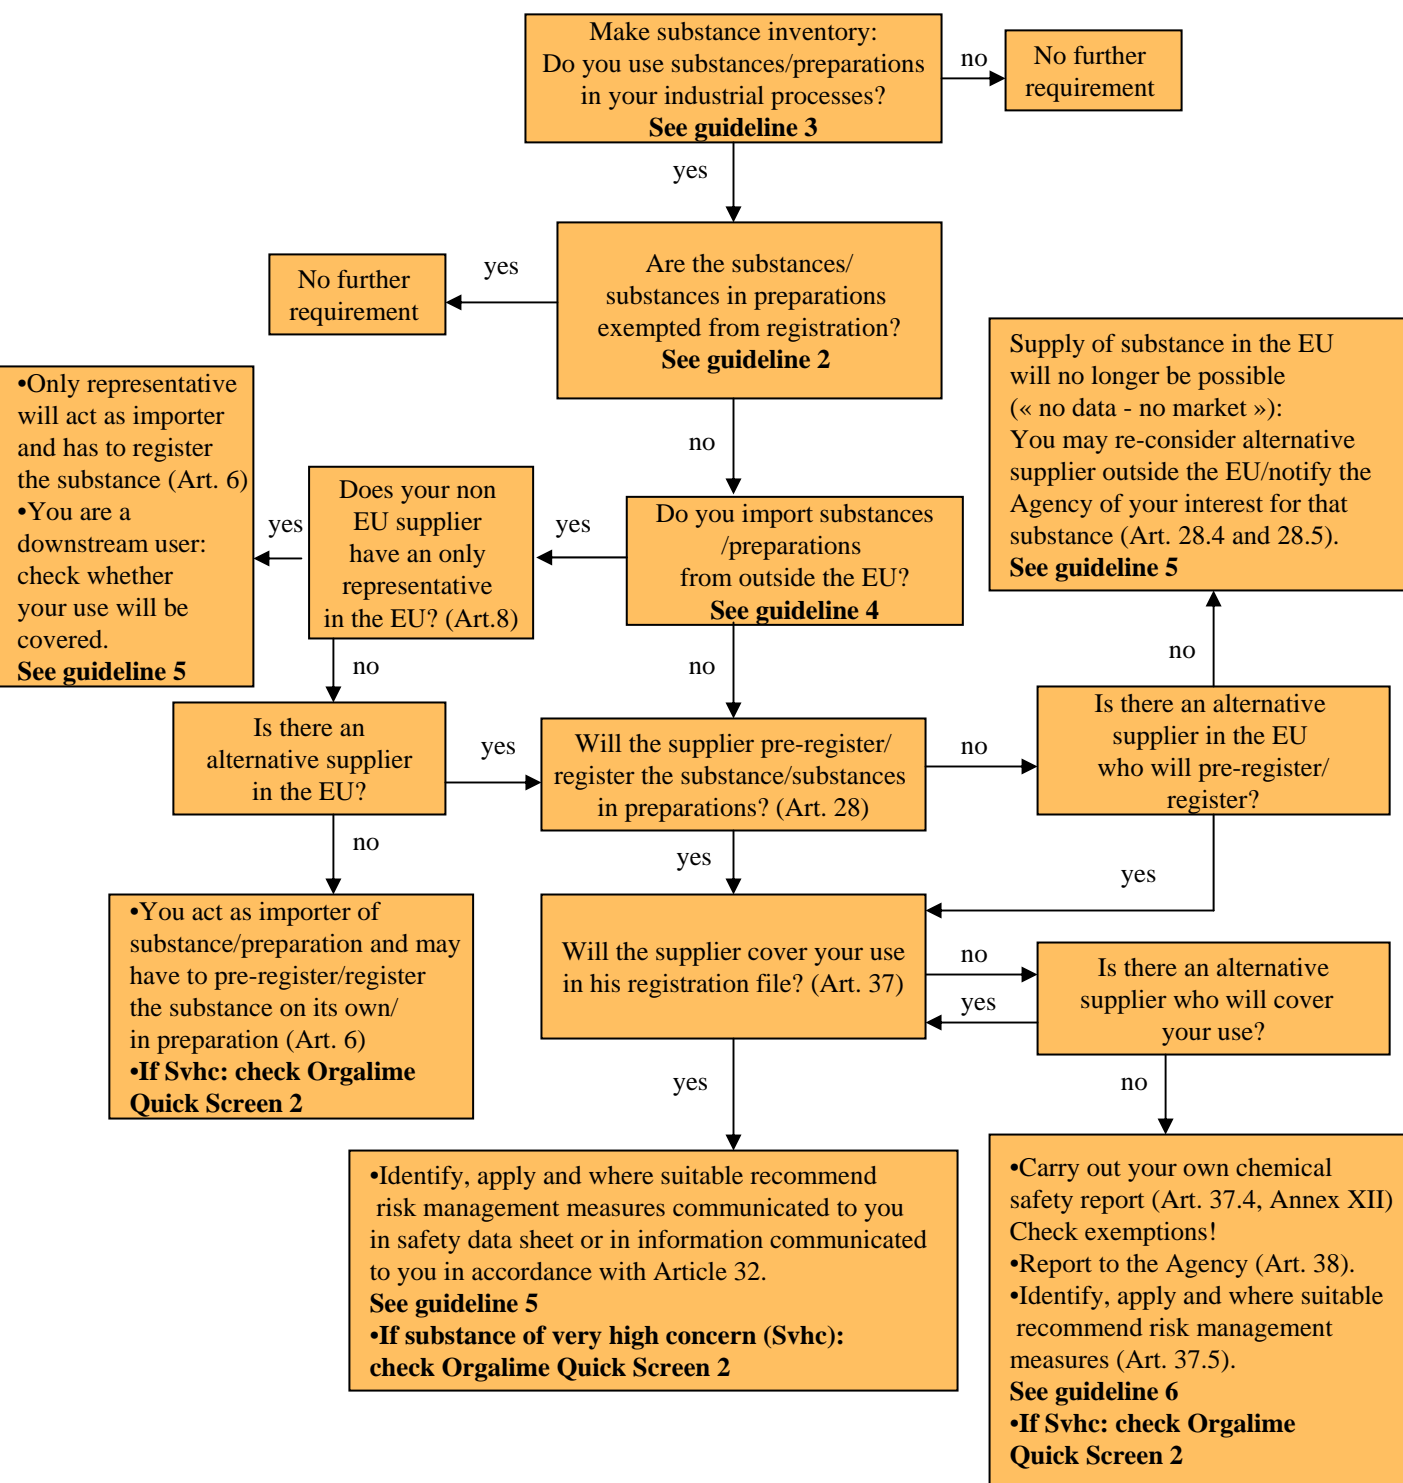 Make substance inventory:
Do you use substances/preparations
in your industrial processes?
See guideline 3
no
No further
requirement
yes
Are the substances/
substances in preparations
exempted from registration?
See guideline 2
yes
No further
requirement
no
Do you import substances
/preparations
from outside the EU?
See guideline 4
yes
Does your non
EU supplier
have an only
representative
in the EU? (Art.8)
yes
•Only representative
will act as importer
and has to register
the substance (Art. 6)
•You are a
downstream user:
check whether
your use will be
covered.
See guideline 5
no
Is there an
alternative supplier
in the EU?
yes
no
•You act as importer of
substance/preparation and may
have to pre-register/register
the substance on its own/
in preparation (Art. 6)
•If Svhc: check Orgalime
Quick Screen 2
no
Will the supplier pre-register/
register the substance/substances
in preparations? (Art. 28)
no
Is there an alternative
supplier in the EU
who will pre-register/
register?
no
Supply of substance in the EU
will no longer be possible
(« no data - no market »):
You may re-consider alternative
supplier outside the EU/notify the
Agency of your interest for that
substance (Art. 28.4 and 28.5).
See guideline 5
yes
yes
Will the supplier cover your use
in his registration file? (Art. 37)
no
yes
Is there an alternative
supplier who will cover
your use?
yes
•Identify, apply and where suitable recommend
risk management measures communicated to you
in safety data sheet or in information communicated
to you in accordance with Article 32.
See guideline 5
•If substance of very high concern (Svhc):
check Orgalime Quick Screen 2
no
•Carry out your own chemical
safety report (Art. 37.4, Annex XII)
Check exemptions!
•Report to the Agency (Art. 38).
•Identify, apply and where suitable
recommend risk management
measures (Art. 37.5).
See guideline 6
•If Svhc: check Orgalime
Quick Screen 2